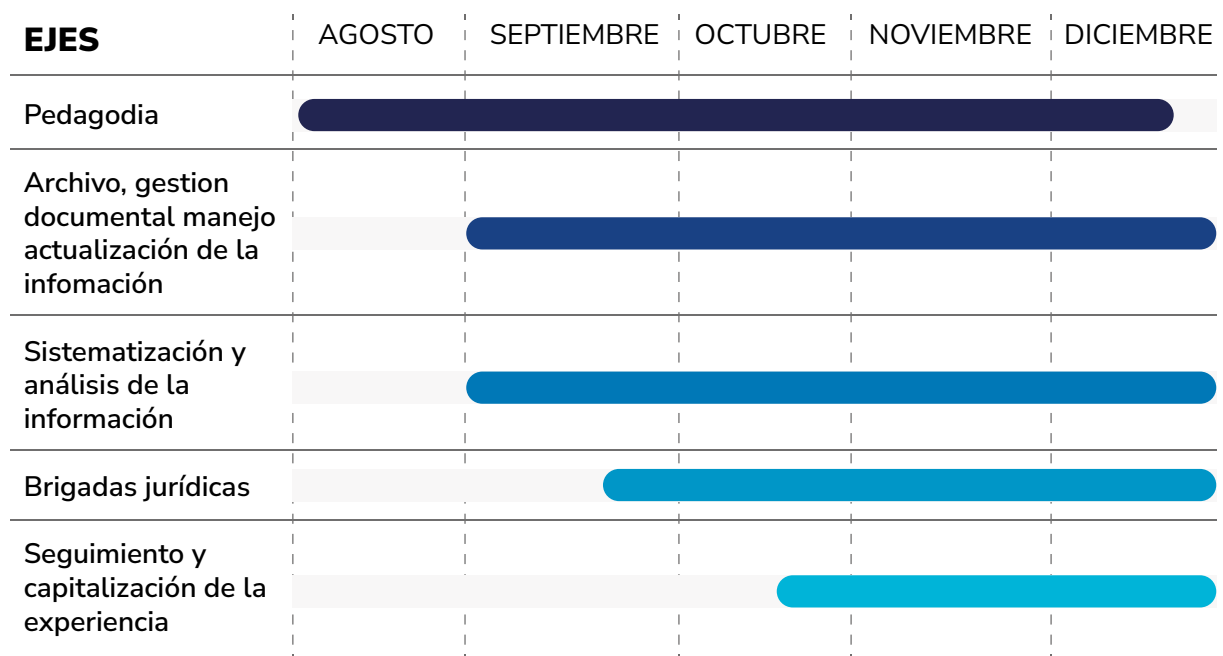 EJES AGOSTO SEPTIEMBRE OCTUBRE NOVIEMBRE DICIEMBRE
Pedagodia
Archivo, gestion
documental manejo
actualización de la
infomación
Sistematización y
análisis de la
información
Brigadas jurídicas
Seguimiento y
capitalización de la
experiencia